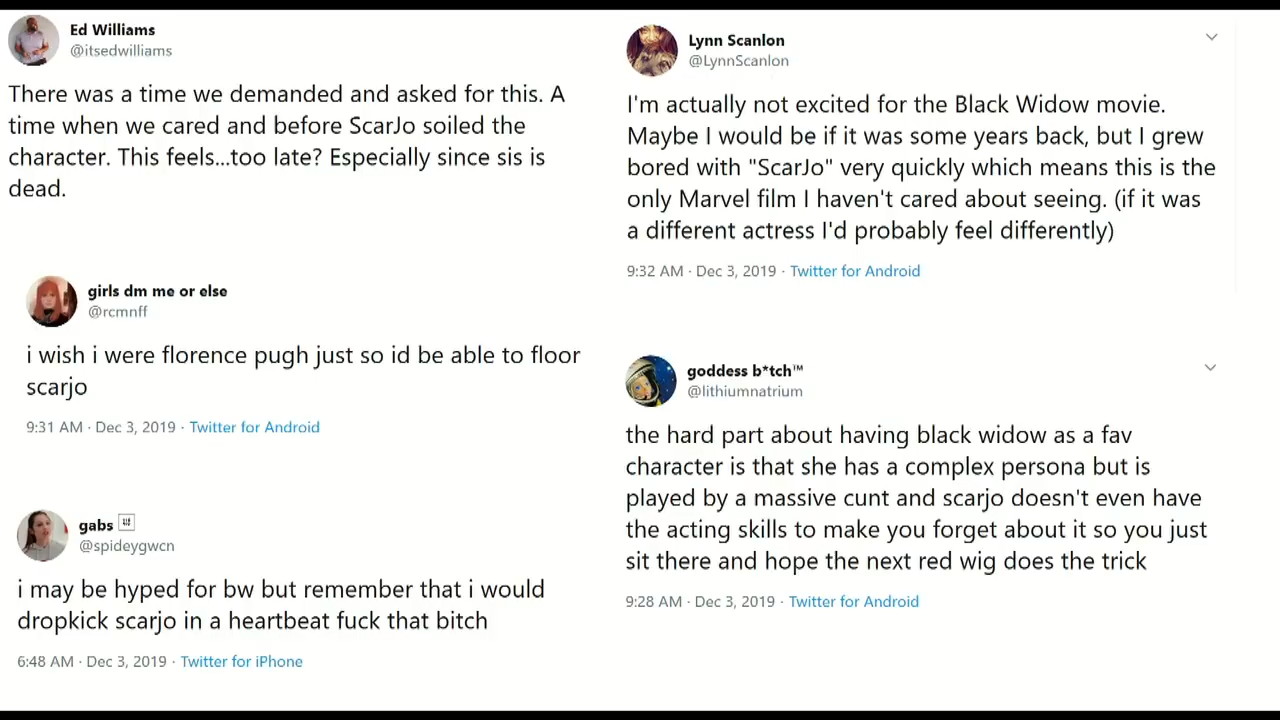 Ed Williams
@itsedwilliams
There was a time we demanded and asked for this. A
time when we cared and before ScarJo soiled the
character. This feels...too late? Especially since sis is
dead.
girls dm me or else
@rcmnff
i wish i were florence pugh just so id be able to floor
scarjo
9:31 AM · Dec 3, 2019 · Twitter for Android
gabs
@spideygwcn
i may be hyped for bw but remember that i would
dropkick scarjo in a heartbeat fuck that bitch
6:48 AM · Dec 3, 2019 · Twitter for iPhone
Lynn Scanlon
@LynnScanlon
I'm actually not excited for the Black Widow movie.
Maybe I would be if it was some years back, but I grew
bored with "ScarJo" very quickly which means this is the
only Marvel film I haven't cared about seeing. (if it was
a different actress I'd probably feel differently)
9:32 AM · Dec 3, 2019 · Twitter for Android
goddess b*tch™
@lithiumnatrium
the hard part about having black widow as a fav
character is that she has a complex persona but is
played by a massive cunt and scarjo doesn't even have
the acting skills to make you forget about it so you just
sit there and hope the next red wig does the trick
9:28 AM · Dec 3, 2019 · Twitter for Android